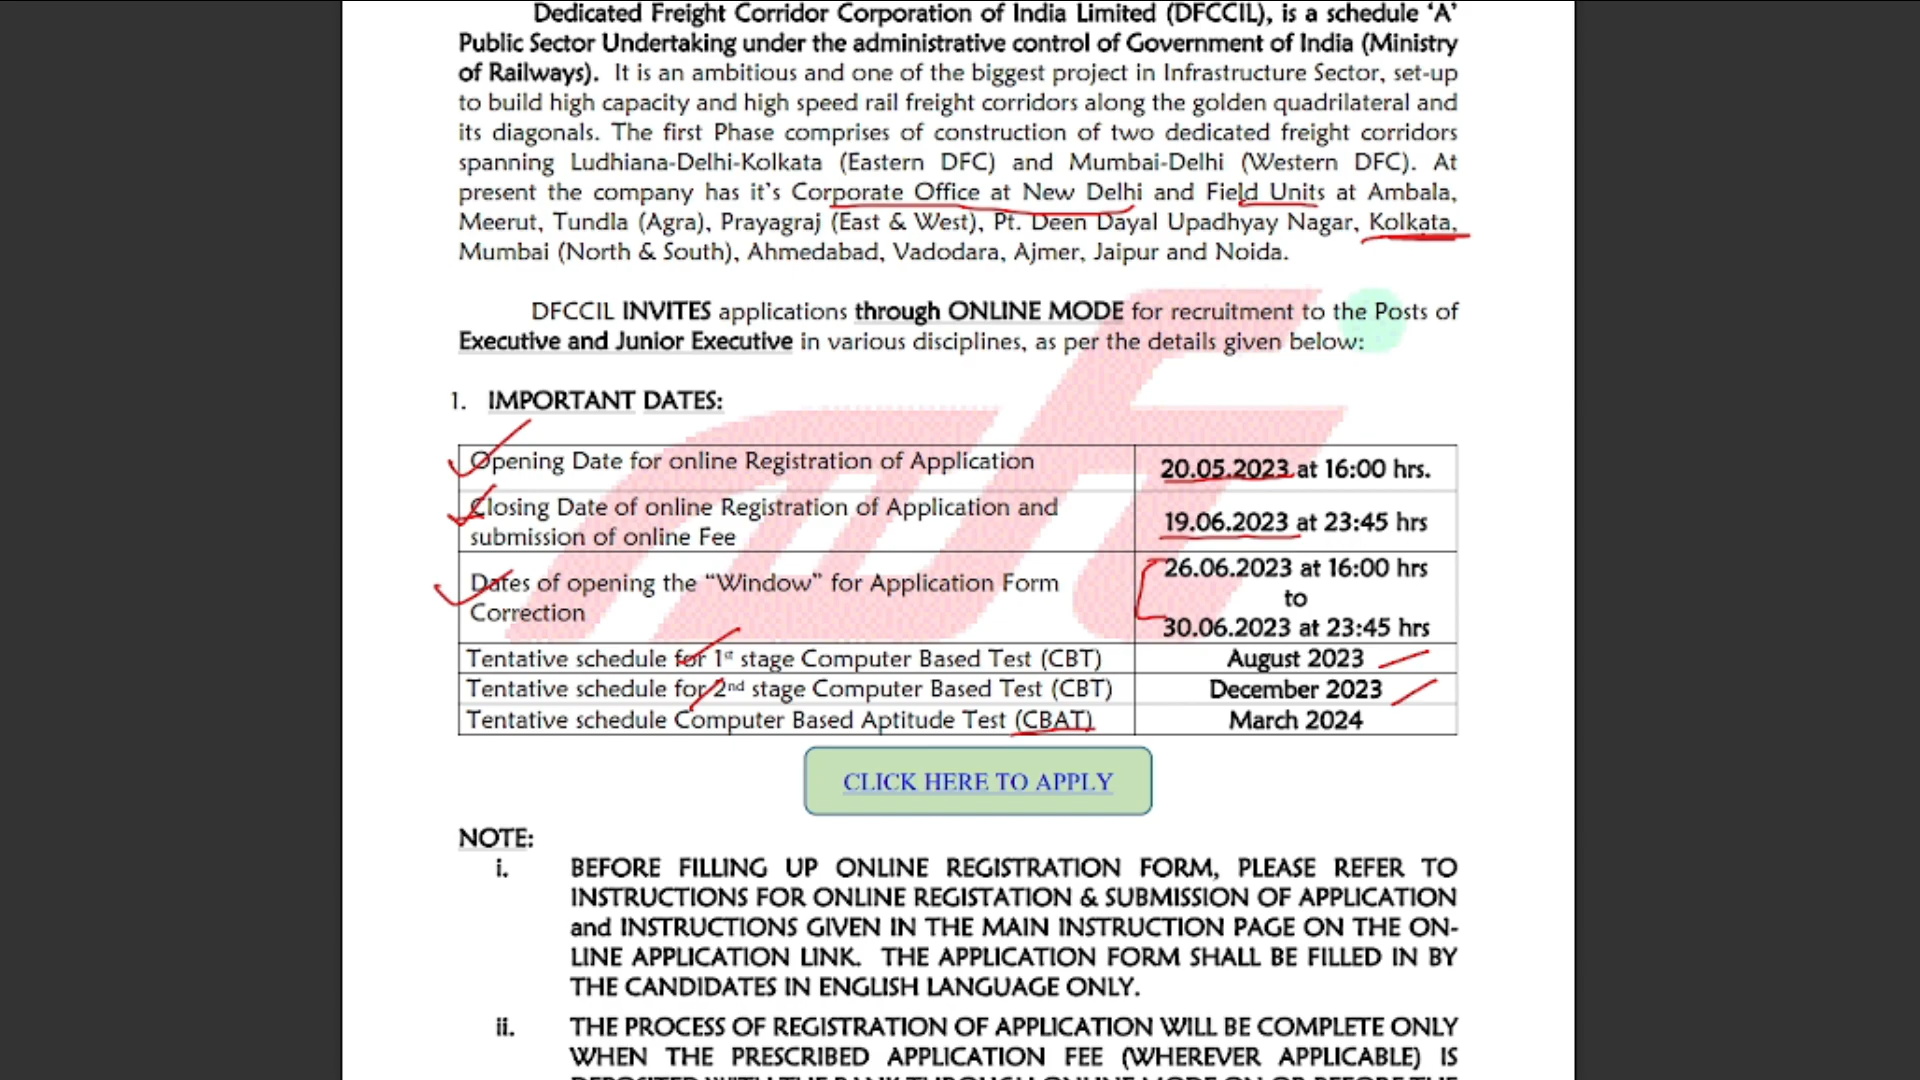 Dedicated Freight Corridor Corporation of India Limited (DFCCIL), is a schedule ‘A’
Public Sector Undertaking under the administrative control of Government of India (Ministry
of Railways). It is an ambitious and one of the biggest project in Infrastructure Sector, set-up
to build high capacity and high speed rail freight corridors along the golden quadrilateral and
its diagonals. The first Phase comprises of construction of two dedicated freight corridors
spanning Ludhiana-Delhi-Kolkata (Eastern DFC) and Mumbai-Delhi (Western DFC). At
present the company has it’s Corporate Office at New Delhi and Field Units at Ambala,
Meerut, Tundla (Agra), Prayagraj (East & West), Pt. Deen Dayal Upadhyay Nagar, Kolkata,
Mumbai (North & South), Ahmedabad, Vadodara, Ajmer, Jaipur and Noida.
DFCCIL INVITES applications through ONLINE MODE for recruitment to the Posts of
Executive and Junior Executive in various disciplines, as per the details given below:
1. IMPORTANT DATES:
Opening Date for online Registration of Application 20.05.2023 at 16:00 hrs.
Closing Date of online Registration of Application and
submission of online Fee
19.06.2023 at 23:45 hrs
Dates of opening the “Window” for Application Form
Correction
26.06.2023 at 16:00 hrs
to
30.06.2023 at 23:45 hrs
Tentative schedule for 1st stage Computer Based Test (CBT) August 2023
Tentative schedule for 2nd stage Computer Based Test (CBT) December 2023
Tentative schedule Computer Based Aptitude Test (CBAT) March 2024
CLICK HERE TO APPLY
NOTE:
i. BEFORE FILLING UP ONLINE REGISTRATION FORM, PLEASE REFER TO
INSTRUCTIONS FOR ONLINE REGISTATION & SUBMISSION OF APPLICATION
and INSTRUCTIONS GIVEN IN THE MAIN INSTRUCTION PAGE ON THE ON-
LINE APPLICATION LINK. THE APPLICATION FORM SHALL BE FILLED IN BY
THE CANDIDATES IN ENGLISH LANGUAGE ONLY.
ii. THE PROCESS OF REGISTRATION OF APPLICATION WILL BE COMPLETE ONLY
WHEN THE PRESCRIBED APPLICATION FEE (WHEREVER APPLICABLE) IS